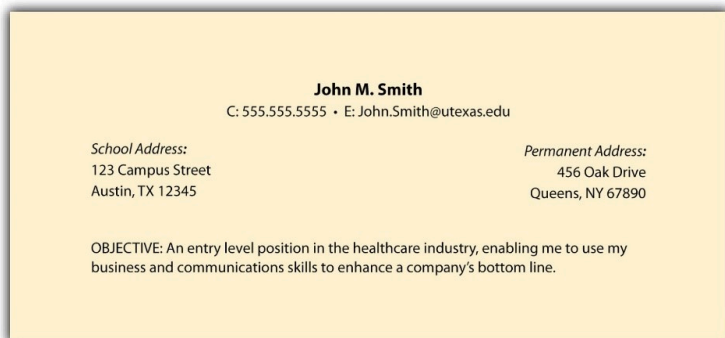 John M. Smith
C: 555.555.5555 • E: John.Smith@utexas.edu
School Address:
123 Campus Street
Austin, TX 12345
Permanent Address:
456 Oak Drive
Queens, NY 67890
OBJECTIVE: An entry level position in the healthcare industry, enabling me to use my
business and communications skills to enhance a company's bottom line.